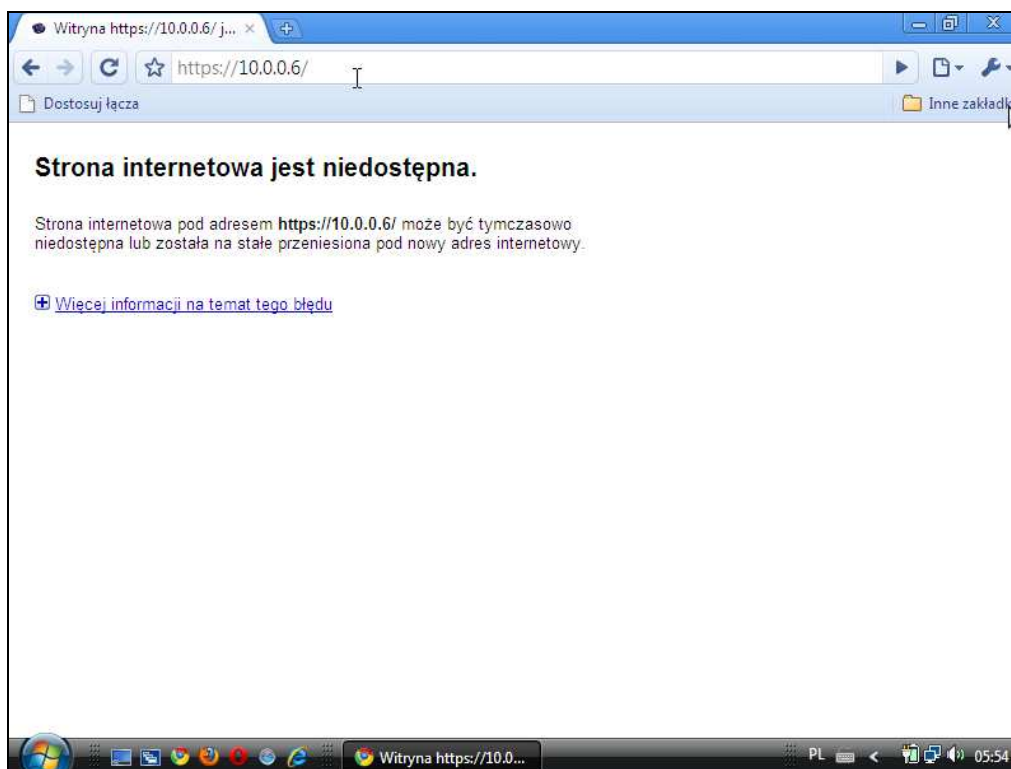 Witryna https://10.0.0.6/ j...
https://10.0.0.6/
Dostosuj łącza
Inne zakładk
Strona internetowa jest niedostępna.
Strona internetowa pod adresem https://10.0.0.6/ może być tymczasowo
niedostępna lub została na stałe przeniesiona pod nowy adres internetowy.
Więcej informacji na temat tego błędu
Witryna https://10.0...
PL
05:54